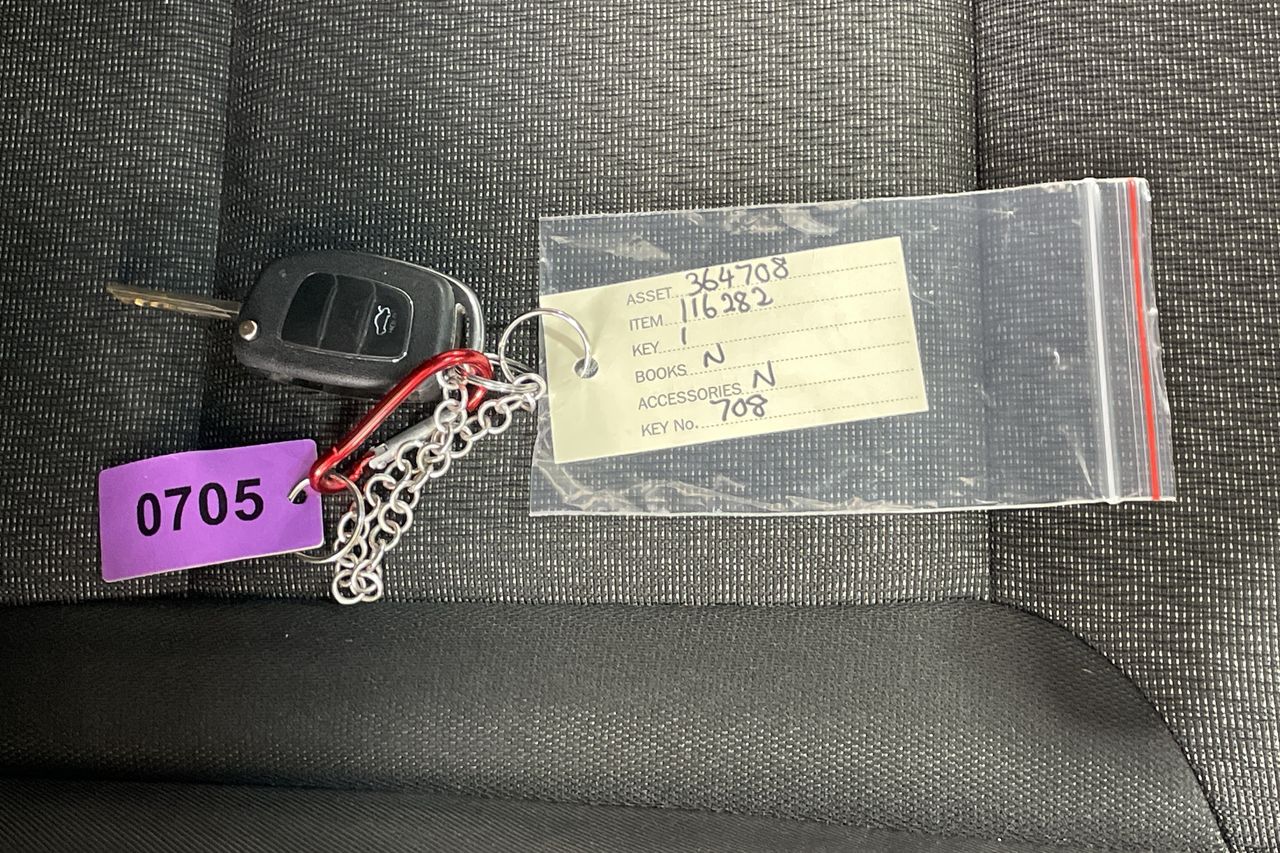 ASSET 364708
ITEM 116282
KEY 1
BOOKS N
ACCESSORIES N
KEY No. 708
0705